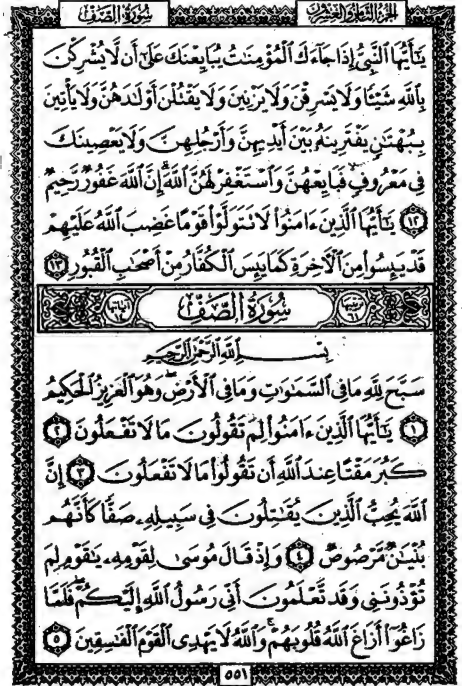 الجزء الثامن والعشرون سورة الصف
يَٰٓأَيُّهَا ٱلنَّبِيُّ إِذَا جَآءَكَ ٱلْمُؤْمِنَٰتُ يُبَايِعْنَكَ عَلَىٰٓ أَن لَّا يُشْرِكْنَ
بِٱللَّهِ شَيْـًٔا وَلَا يَسْرِقْنَ وَلَا يَزْنِينَ وَلَا يَقْتُلْنَ أَوْلَٰدَهُنَّ وَلَا يَأْتِينَ
بِبُهْتَٰنٍ يَفْتَرِينَهُۥ بَيْنَ أَيْدِيهِنَّ وَأَرْجُلِهِنَّ وَلَا يَعْصِينَكَ
فِى مَعْرُوفٍ ۙ فَبَايِعْهُنَّ وَٱسْتَغْفِرْ لَهُنَّ ٱللَّهَ ۖ إِنَّ ٱللَّهَ غَفُورٌ رَّحِيمٌ
١٢ يَٰٓأَيُّهَا ٱلَّذِينَ ءَامَنُوا۟ لَا تَتَوَلَّوْا۟ قَوْمًا غَضِبَ ٱللَّهُ عَلَيْهِمْ
قَدْ يَئِسُوا۟ مِنَ ٱلْءَاخِرَةِ كَمَا يَئِسَ ٱلْكُفَّارُ مِنْ أَصْحَٰبِ ٱلْقُبُورِ ١٣
سُورَةُ الصَّفِّ
بِسْمِ ٱللَّهِ ٱلرَّحْمَٰنِ ٱلرَّحِيمِ
سَبَّحَ لِلَّهِ مَا فِى ٱلسَّمَٰوَٰتِ وَمَا فِى ٱلْأَرْضِ ۖ وَهُوَ ٱلْعَزِيزُ ٱلْحَكِيمُ
١ يَٰٓأَيُّهَا ٱلَّذِينَ ءَامَنُوا۟ لِمَ تَقُولُونَ مَا لَا تَفْعَلُونَ ٢
كَبُرَ مَقْتًا عِندَ ٱللَّهِ أَن تَقُولُوا۟ مَا لَا تَفْعَلُونَ ٣ إِنَّ
ٱللَّهَ يُحِبُّ ٱلَّذِينَ يُقَٰتِلُونَ فِى سَبِيلِهِۦ صَفًّا كَأَنَّهُم
بُنْيَٰنٌ مَّرْصُوصٌ ٤ وَإِذْ قَالَ مُوسَىٰ لِقَوْمِهِۦ يَٰقَوْمِ لِمَ
تُؤْذُونَنِى وَقَد تَّعْلَمُونَ أَنِّى رَسُولُ ٱللَّهِ إِلَيْكُمْ ۖ فَلَمَّا
زَاغُوٓا۟ أَزَاغَ ٱللَّهُ قُلُوبَهُمْ ۚ وَٱللَّهُ لَا يَهْدِى ٱلْقَوْمَ ٱلْفَٰسِقِينَ ٥
٥٥١